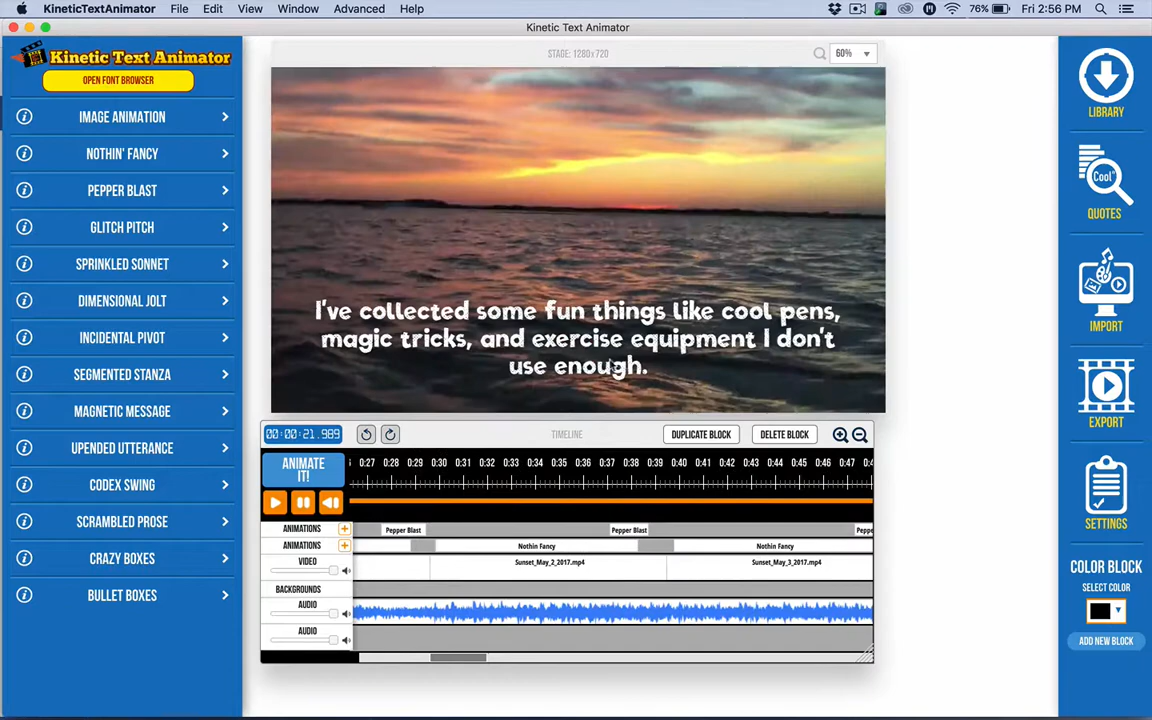 KineticTextAnimator File Edit View Window Advanced Help 76% Fri 2:56 PM
Kinetic Text Animator
Kinetic Text Animator
OPEN FONT BROWSER
IMAGE ANIMATION
NOTHIN' FANCY
PEPPER BLAST
GLITCH PITCH
SPRINKLED SONNET
DIMENSIONAL JOLT
INCIDENTAL PIVOT
SEGMENTED STANZA
MAGNETIC MESSAGE
UPENDED UTTERANCE
CODEX SWING
SCRAMBLED PROSE
CRAZY BOXES
BULLET BOXES
STAGE: 1280x720
60%
I've collected some fun things like cool pens,
magic tricks, and exercise equipment I don't
use enough.
00:00:21.989
TIMELINE
DUPLICATE BLOCK
DELETE BLOCK
ANIMATE
IT!
0:27 0:28 0:29 0:30 0:31 0:32 0:33 0:34 0:35 0:36 0:37 0:38 0:39 0:40 0:41 0:42 0:43 0:44 0:45 0:46 0:47
ANIMATIONS + Pepper Blast Pepper Blast
ANIMATIONS + Nothin Fancy Nothin Fancy
VIDEO Sunset_May_2_2017.mp4 Sunset_May_3_2017.mp4
BACKGROUNDS
AUDIO
AUDIO
LIBRARY
Cool"
QUOTES
IMPORT
EXPORT
SETTINGS
COLOR BLOCK
SELECT COLOR
ADD NEW BLOCK